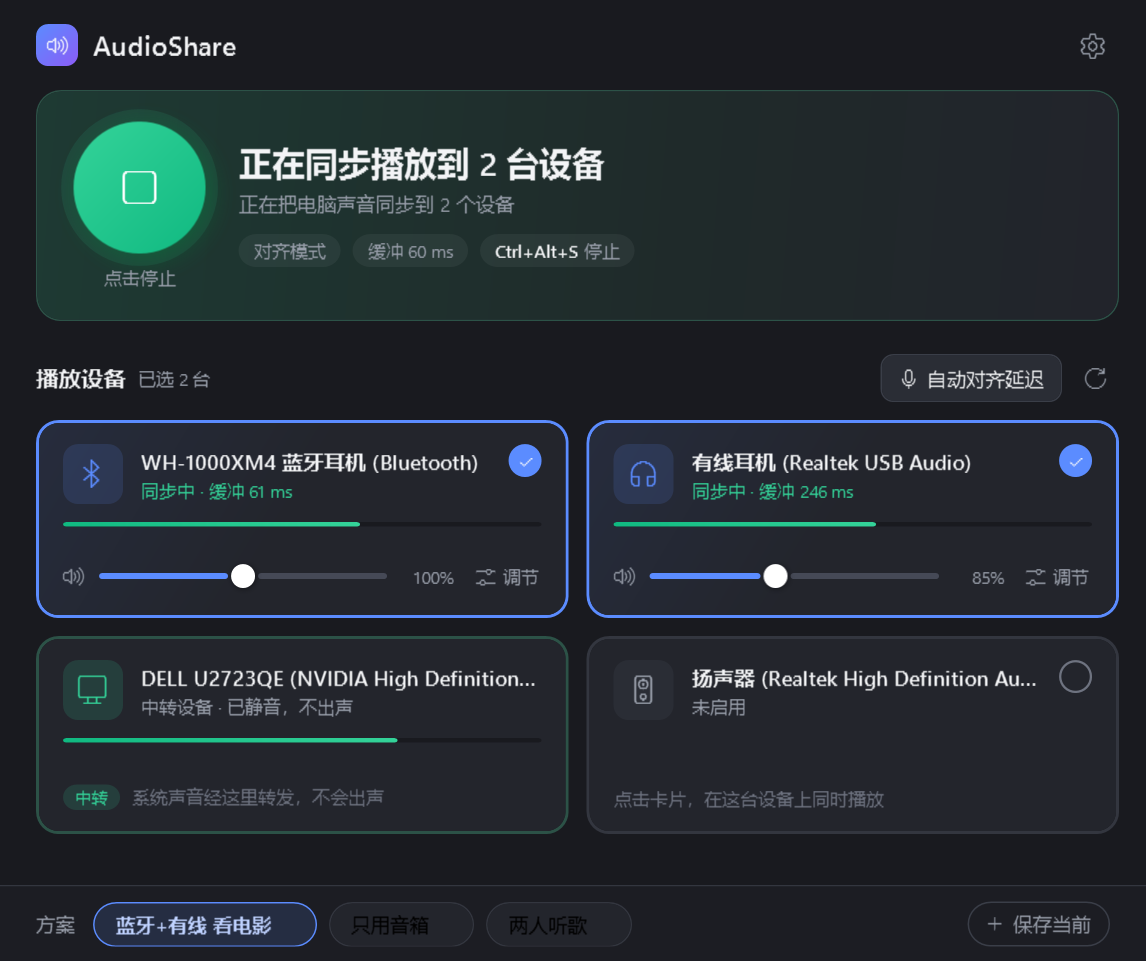 AudioShare
正在同步播放到 2 台设备
正在把电脑声音同步到 2 个设备
对齐模式
缓冲 60 ms
Ctrl+Alt+S 停止
点击停止
播放设备 已选 2 台
自动对齐延迟
WH-1000XM4 蓝牙耳机 (Bluetooth)
同步中 · 缓冲 61 ms
100%
调节
有线耳机 (Realtek USB Audio)
同步中 · 缓冲 246 ms
85%
调节
DELL U2723QE (NVIDIA High Definition...
中转设备 · 已静音，不出声
中转 系统声音经这里转发，不会出声
扬声器 (Realtek High Definition Au...
未启用
点击卡片，在这台设备上同时播放
方案
蓝牙+有线 看电影
只用音箱
两人听歌
+ 保存当前